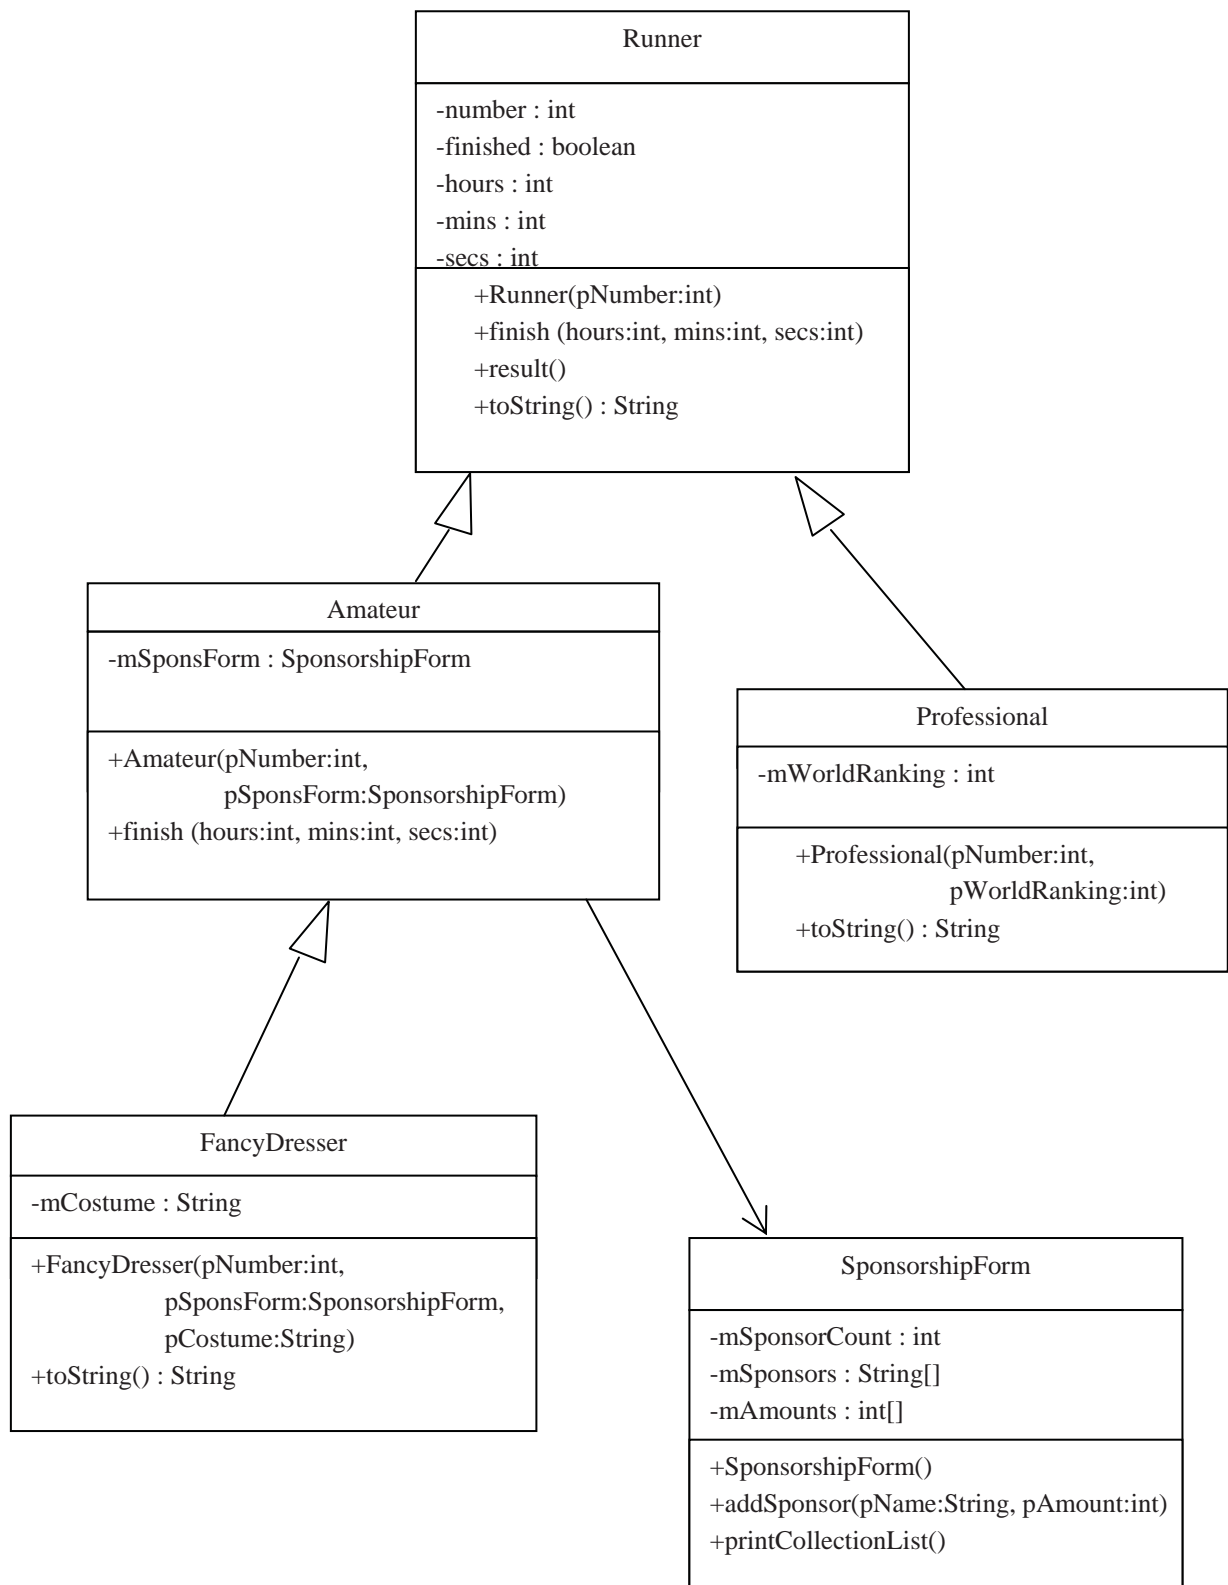 Runner
-number : int
-finished : boolean
-hours : int
-mins : int
-secs : int
+Runner(pNumber:int)
+finish (hours:int, mins:int, secs:int)
+result()
+toString() : String
Amateur
-mSponsForm : SponsorshipForm
+Amateur(pNumber:int,
pSponsForm:SponsorshipForm)
+finish (hours:int, mins:int, secs:int)
Professional
-mWorldRanking : int
+Professional(pNumber:int,
pWorldRanking:int)
+toString() : String
FancyDresser
-mCostume : String
+FancyDresser(pNumber:int,
pSponsForm:SponsorshipForm,
pCostume:String)
+toString() : String
SponsorshipForm
-mSponsorCount : int
-mSponsors : String[]
-mAmounts : int[]
+SponsorshipForm()
+addSponsor(pName:String, pAmount:int)
+printCollectionList()